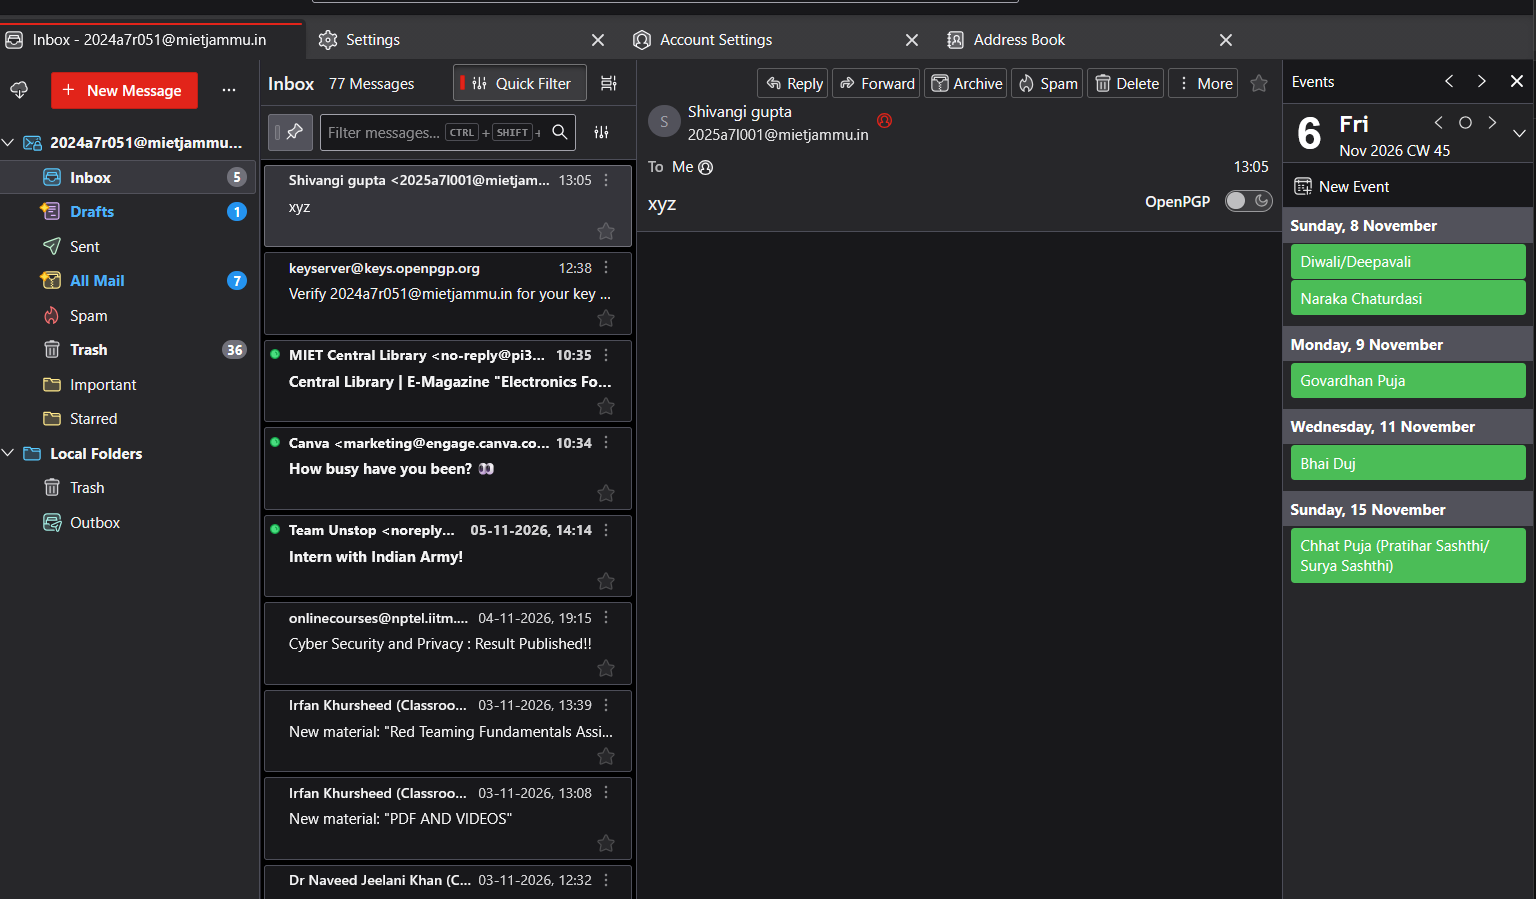 Inbox - 2024a7r051@mietjammu.in
Settings
Account Settings
Address Book
+ New Message
2024a7r051@mietjammu...
Inbox 5
Drafts 1
Sent
All Mail 7
Spam
Trash 36
Important
Starred
Local Folders
Trash
Outbox
Inbox 77 Messages Quick Filter
Filter messages... CTRL + SHIFT +
Shivangi gupta <2025a7l001@mietjam... 13:05
xyz
keyserver@keys.openpgp.org 12:38
Verify 2024a7r051@mietjammu.in for your key ...
MIET Central Library <no-reply@pi3... 10:35
Central Library | E-Magazine "Electronics Fo...
Canva <marketing@engage.canva.co... 10:34
How busy have you been? 👀
Team Unstop <noreply... 05-11-2026, 14:14
Intern with Indian Army!
onlinecourses@nptel.iitm.... 04-11-2026, 19:15
Cyber Security and Privacy : Result Published!!
Irfan Khursheed (Classroo... 03-11-2026, 13:39
New material: "Red Teaming Fundamentals Assi...
Irfan Khursheed (Classroo... 03-11-2026, 13:08
New material: "PDF AND VIDEOS"
Dr Naveed Jeelani Khan (C... 03-11-2026, 12:32
Reply Forward Archive Spam Delete More
S
Shivangi gupta
2025a7l001@mietjammu.in
To Me 13:05
xyz OpenPGP
Events
6 Fri
Nov 2026 CW 45
New Event
Sunday, 8 November
Diwali/Deepavali
Naraka Chaturdasi
Monday, 9 November
Govardhan Puja
Wednesday, 11 November
Bhai Duj
Sunday, 15 November
Chhat Puja (Pratihar Sashthi/
Surya Sashthi)